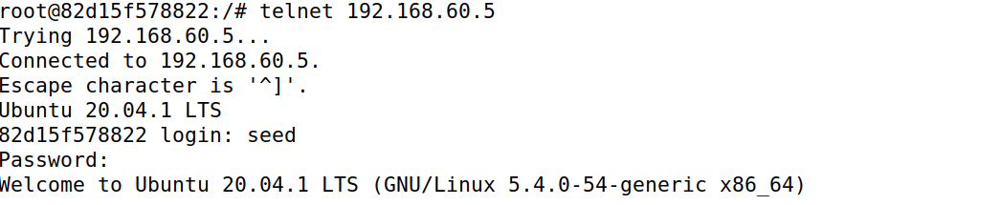 root@82d15f578822:/# telnet 192.168.60.5
Trying 192.168.60.5...
Connected to 192.168.60.5.
Escape character is '^]'.
Ubuntu 20.04.1 LTS
82d15f578822 login: seed
Password:
Welcome to Ubuntu 20.04.1 LTS (GNU/Linux 5.4.0-54-generic x86_64)